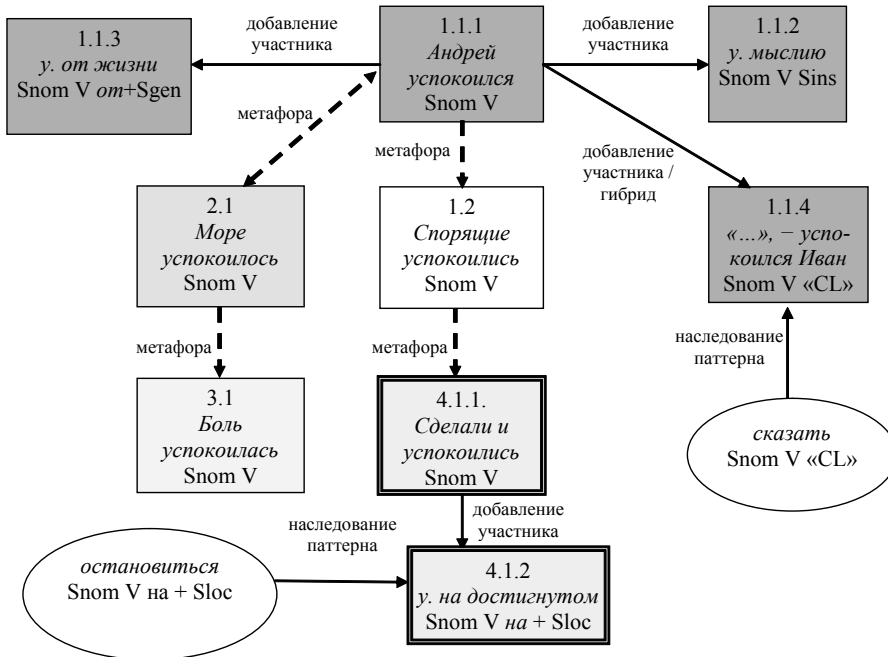 1.1.3
у. от жизни
Snom V от+Sgen
добавление
участника
1.1.1
Андрей
успокоился
Snom V
добавление
участника
1.1.2
у. мыслию
Snom V Sins
метафора
метафора
добавление
участника /
гибрид
2.1
Море
успокоилось
Snom V
1.2
Спорящие
успокоились
Snom V
1.1.4
«…», − успо-
коился Иван
Snom V «CL»
метафора
метафора
наследование
паттерна
3.1
Боль
успокоилась
Snom V
4.1.1.
Сделали и
успокоились
Snom V
сказать
Snom V «CL»
наследование
паттерна
добавление
участника
остановиться
Snom V на + Sloc
4.1.2
у. на достигнутом
Snom V на + Sloc